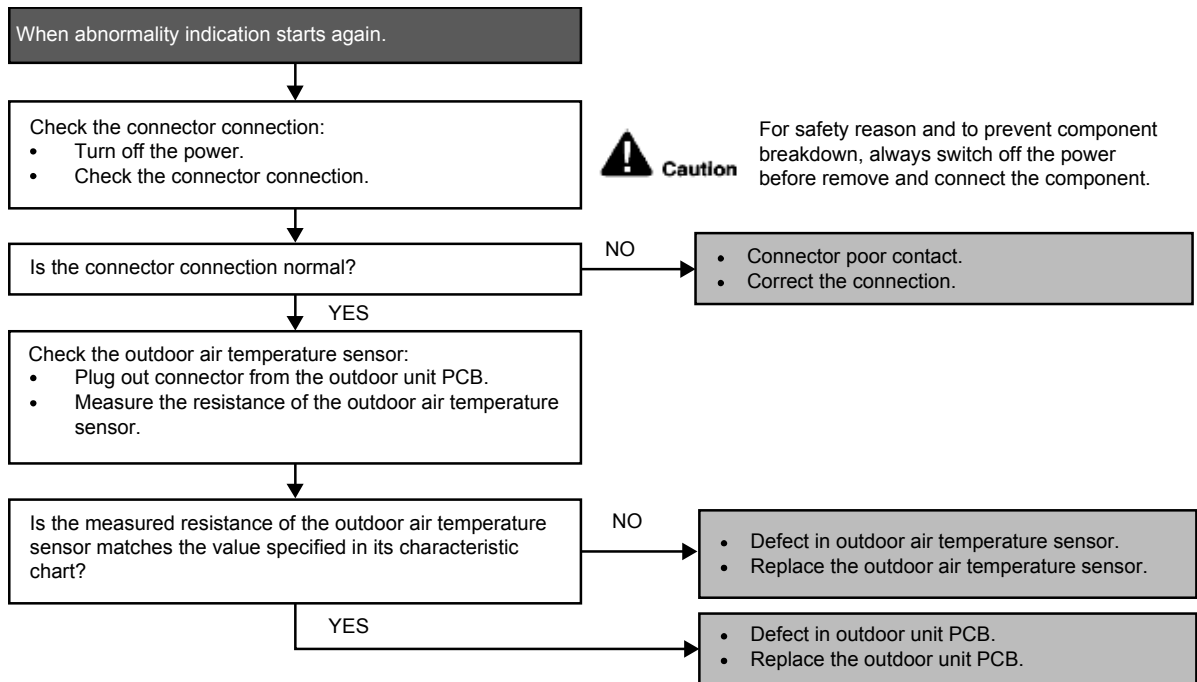 When abnormality indication starts again.
Check the connector connection:
• Turn off the power.
• Check the connector connection.
Caution
For safety reason and to prevent component
breakdown, always switch off the power
before remove and connect the component.
Is the connector connection normal?
NO
• Connector poor contact.
• Correct the connection.
YES
Check the outdoor air temperature sensor:
• Plug out connector from the outdoor unit PCB.
• Measure the resistance of the outdoor air temperature
sensor.
Is the measured resistance of the outdoor air temperature
sensor matches the value specified in its characteristic
chart?
NO
• Defect in outdoor air temperature sensor.
• Replace the outdoor air temperature sensor.
YES
• Defect in outdoor unit PCB.
• Replace the outdoor unit PCB.